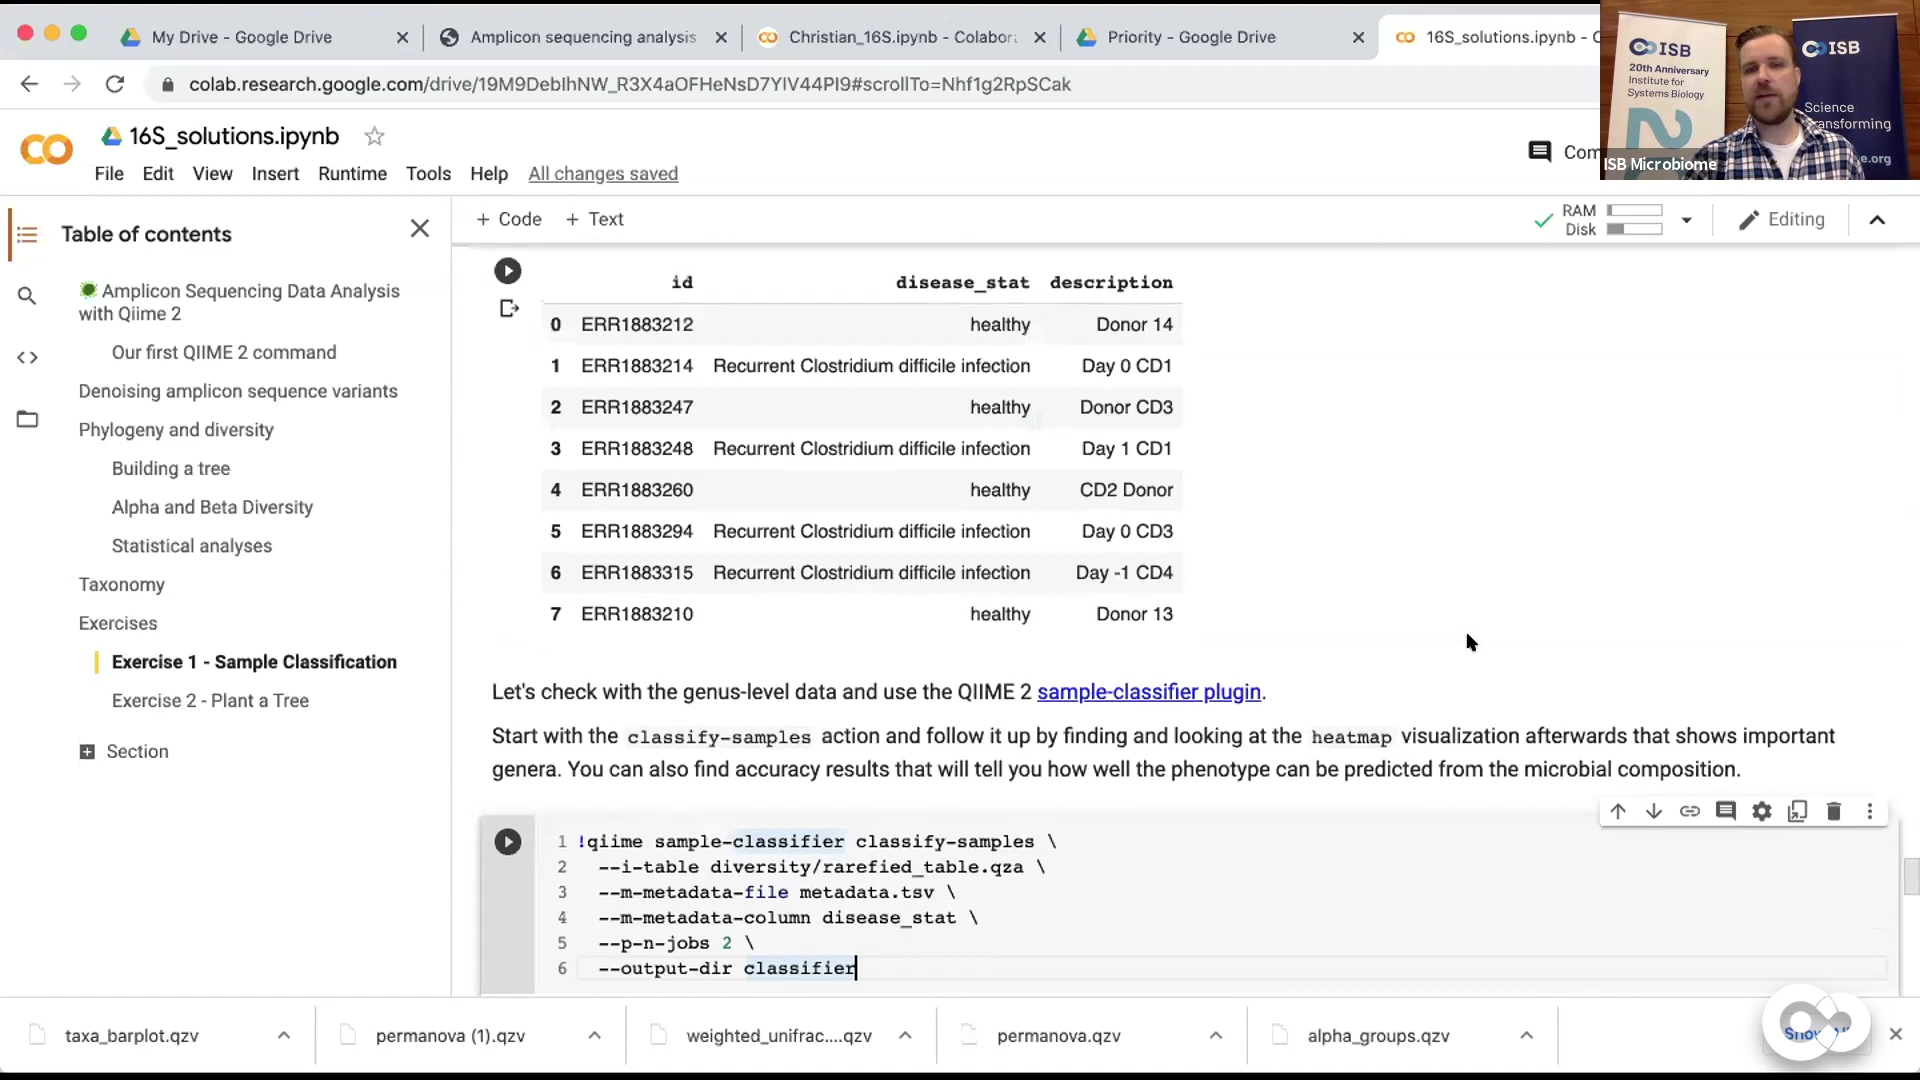 My Drive - Google Drive
Amplicon sequencing analysis
Christian_16S.ipynb - Colabor
Priority - Google Drive
16S_solutions.ipynb - C
colab.research.google.com/drive/19M9DebIhNW_R3X4aOFHeNsD7YIV44PI9#scrollTo=Nhf1g2RpSCak
ISB
20th Anniversary
Institute for
Systems Biology
ISB
Science
ransforming
e.org
ISB Microbiome
CO
16S_solutions.ipynb
File Edit View Insert Runtime Tools Help All changes saved
Com
Table of contents
+ Code + Text
RAM
Disk
Editing
Amplicon Sequencing Data Analysis
with Qiime 2
Our first QIIME 2 command
Denoising amplicon sequence variants
Phylogeny and diversity
Building a tree
Alpha and Beta Diversity
Statistical analyses
Taxonomy
Exercises
Exercise 1 - Sample Classification
Exercise 2 - Plant a Tree
Section
id disease_stat description
0 ERR1883212 healthy Donor 14
1 ERR1883214 Recurrent Clostridium difficile infection Day 0 CD1
2 ERR1883247 healthy Donor CD3
3 ERR1883248 Recurrent Clostridium difficile infection Day 1 CD1
4 ERR1883260 healthy CD2 Donor
5 ERR1883294 Recurrent Clostridium difficile infection Day 0 CD3
6 ERR1883315 Recurrent Clostridium difficile infection Day -1 CD4
7 ERR1883210 healthy Donor 13
Let's check with the genus-level data and use the QIIME 2 sample-classifier plugin.
Start with the classify-samples action and follow it up by finding and looking at the heatmap visualization afterwards that shows important
genera. You can also find accuracy results that will tell you how well the phenotype can be predicted from the microbial composition.
1 !qiime sample-classifier classify-samples \
2 --i-table diversity/rarefied_table.qza \
3 --m-metadata-file metadata.tsv \
4 --m-metadata-column disease_stat \
5 --p-n-jobs 2 \
6 --output-dir classifier
taxa_barplot.qzv
permanova (1).qzv
weighted_unifrac....qzv
permanova.qzv
alpha_groups.qzv